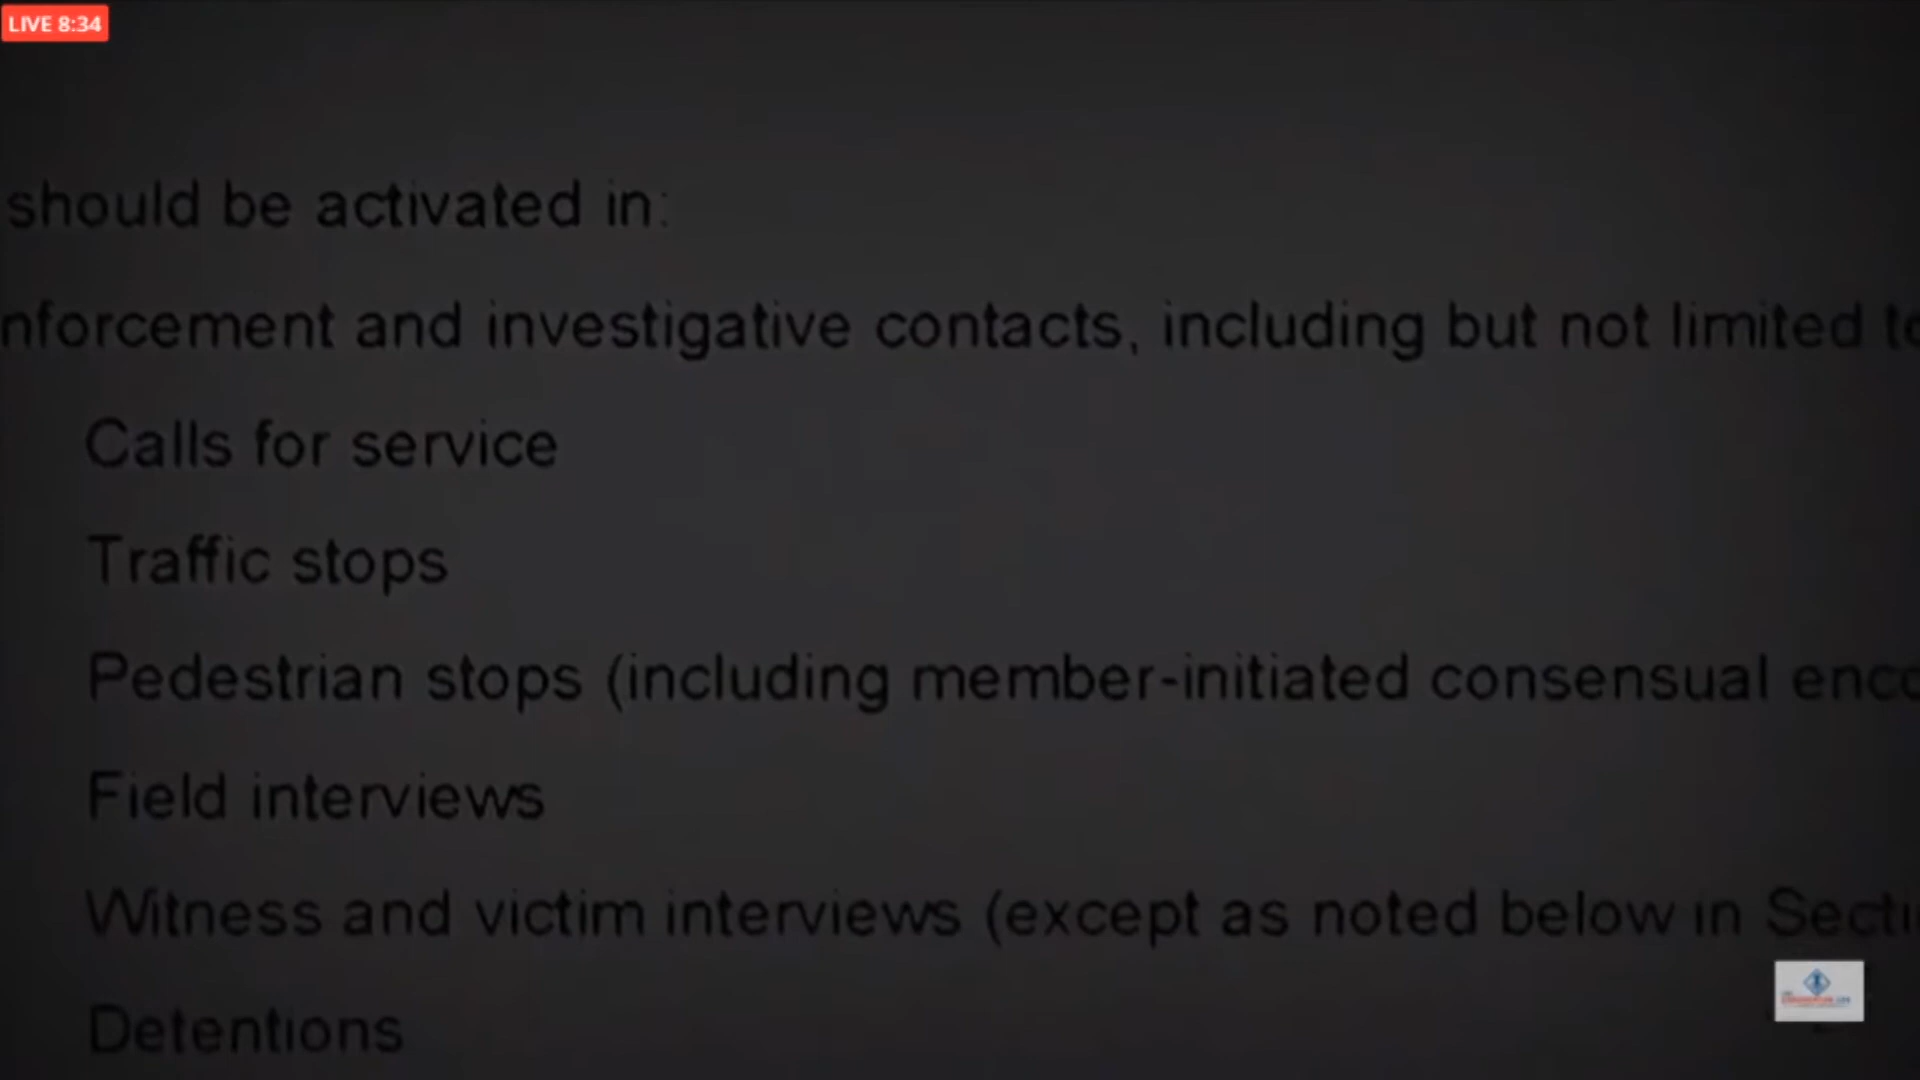 LIVE 8:34
should be activated in:
nforcement and investigative contacts, including but not limited to
Calls for service
Traffic stops
Pedestrian stops (including member-initiated consensual enco
Field interviews
Witness and victim interviews (except as noted below in Secti
Detentions